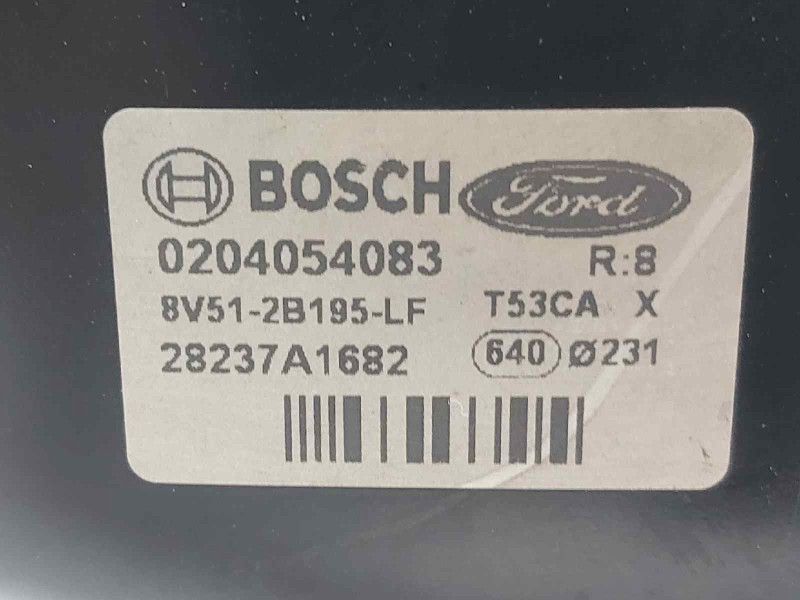 BOSCH Ford
0204054083 R:8
8V51-2B195-LF T53CA X
28237A1682 640 Ø231